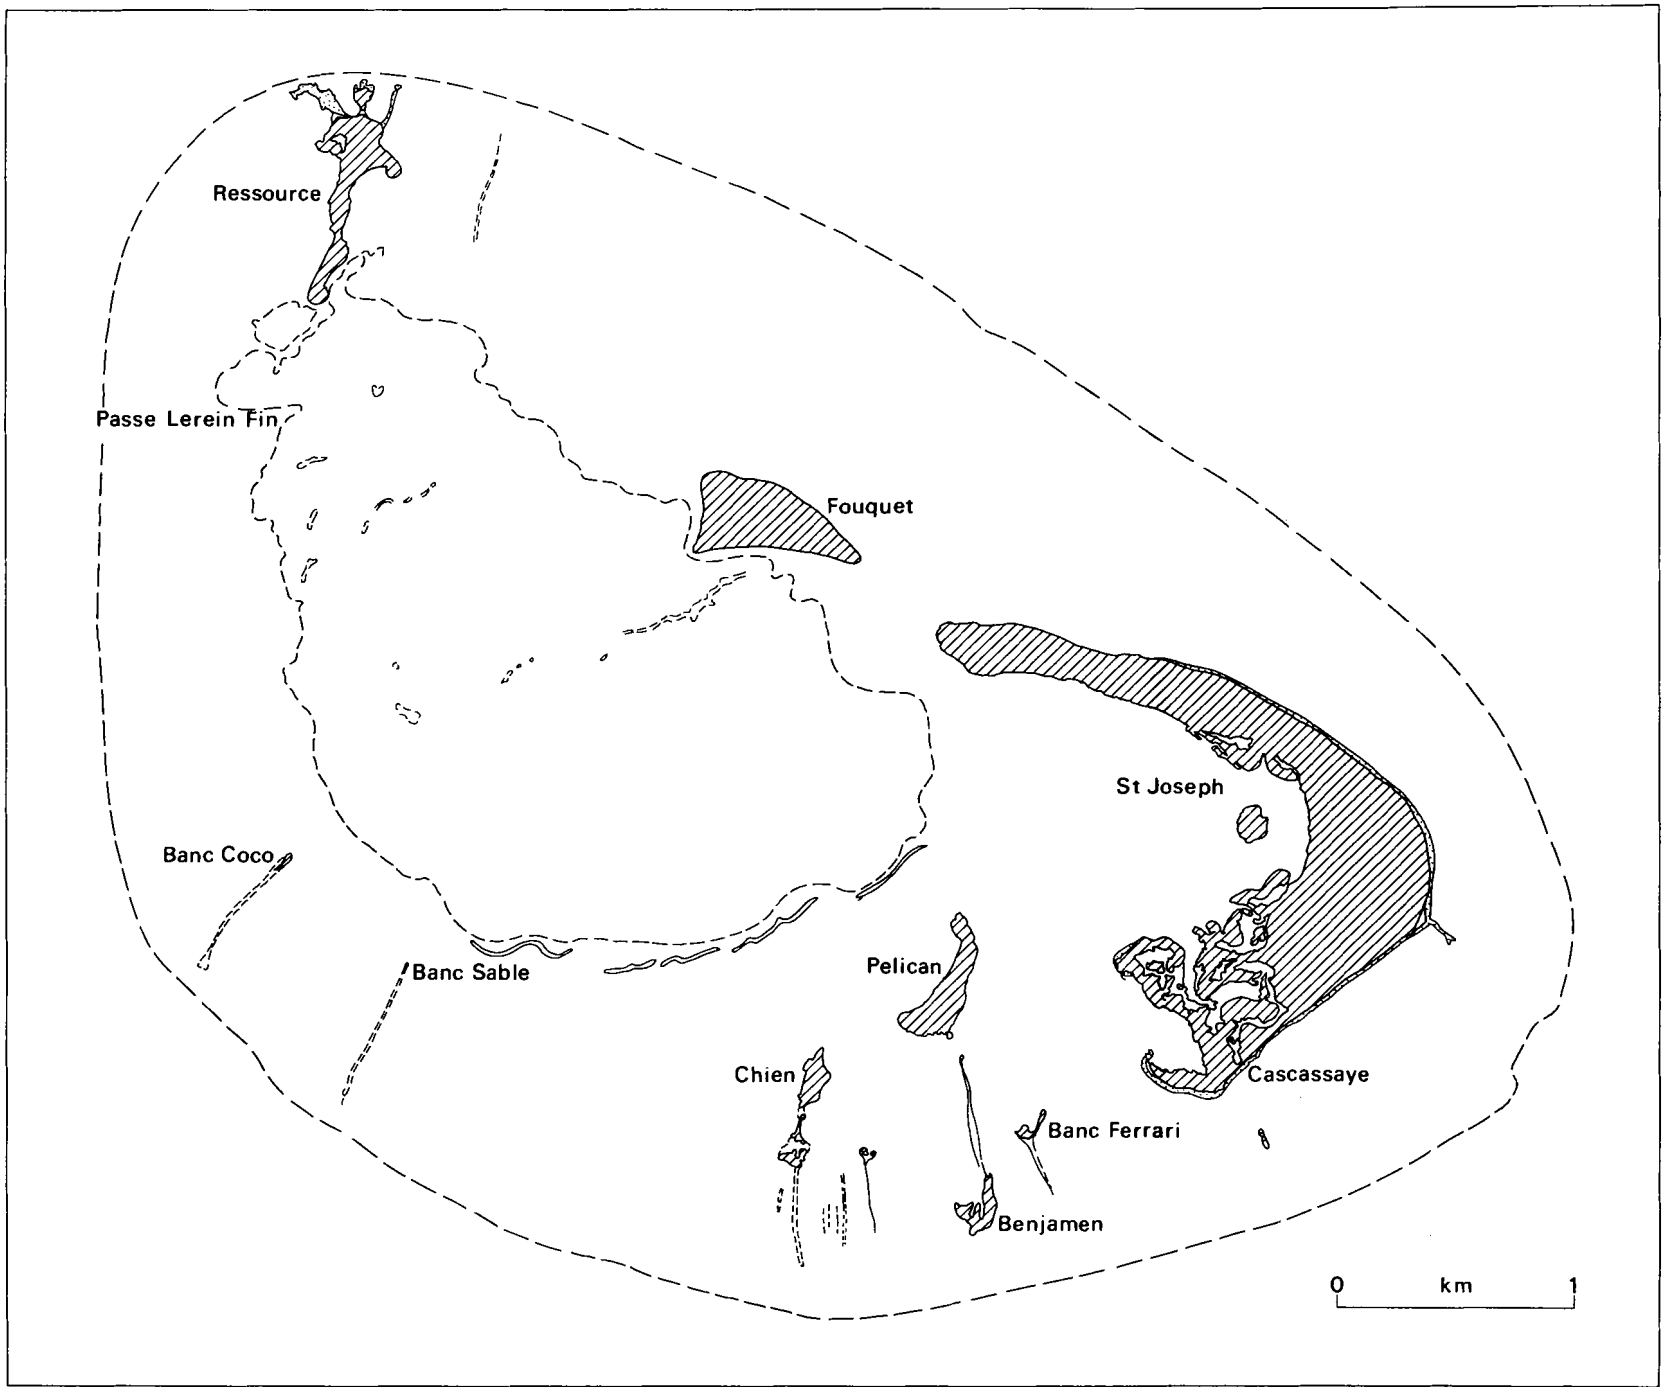 Ressource
Passe Lerein Fin
Fouquet
St Joseph
Banc Coco
Banc Sable
Pelican
Chien
Cascassaye
Banc Ferrari
Benjamen
0 km 1